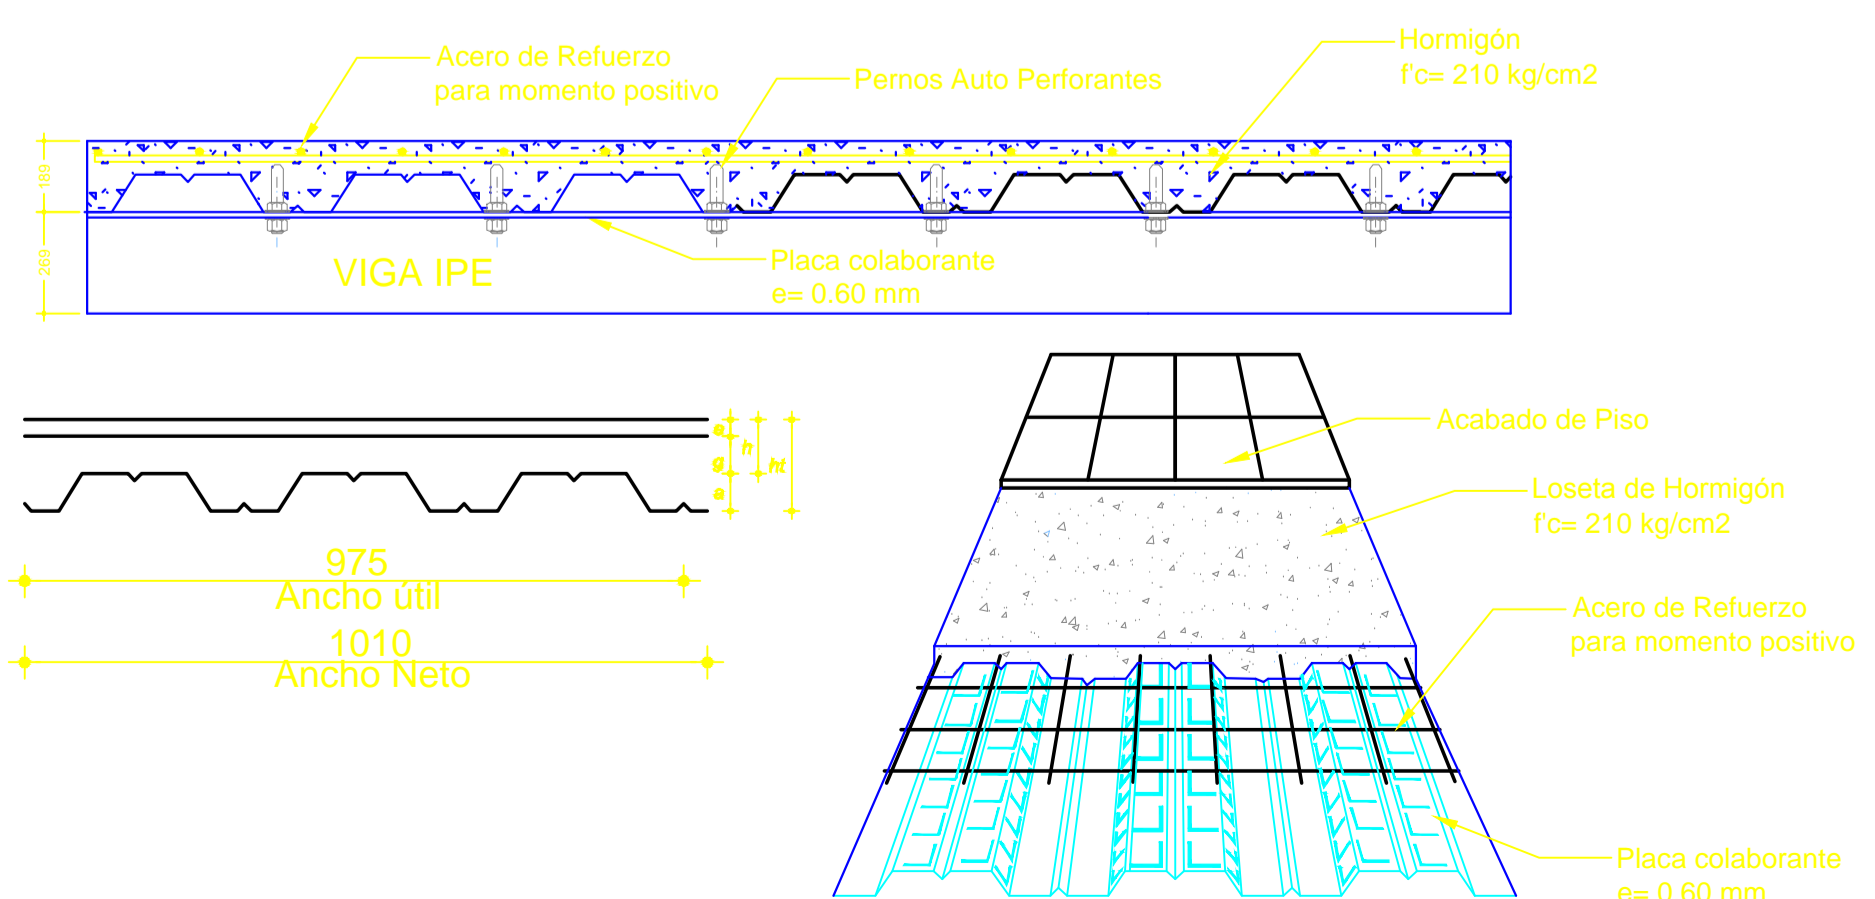 Acero de Refuerzo
para momento positivo
Pernos Auto Perforantes
Hormigón
f'c= 210 kg/cm2
189
269
VIGA IPE
Placa colaborante
e= 0.60 mm
h
g
ht
a
975
Ancho útil
1010
Ancho Neto
Acabado de Piso
Loseta de Hormigón
f'c= 210 kg/cm2
Acero de Refuerzo
para momento positivo
Placa colaborante
e= 0.60 mm